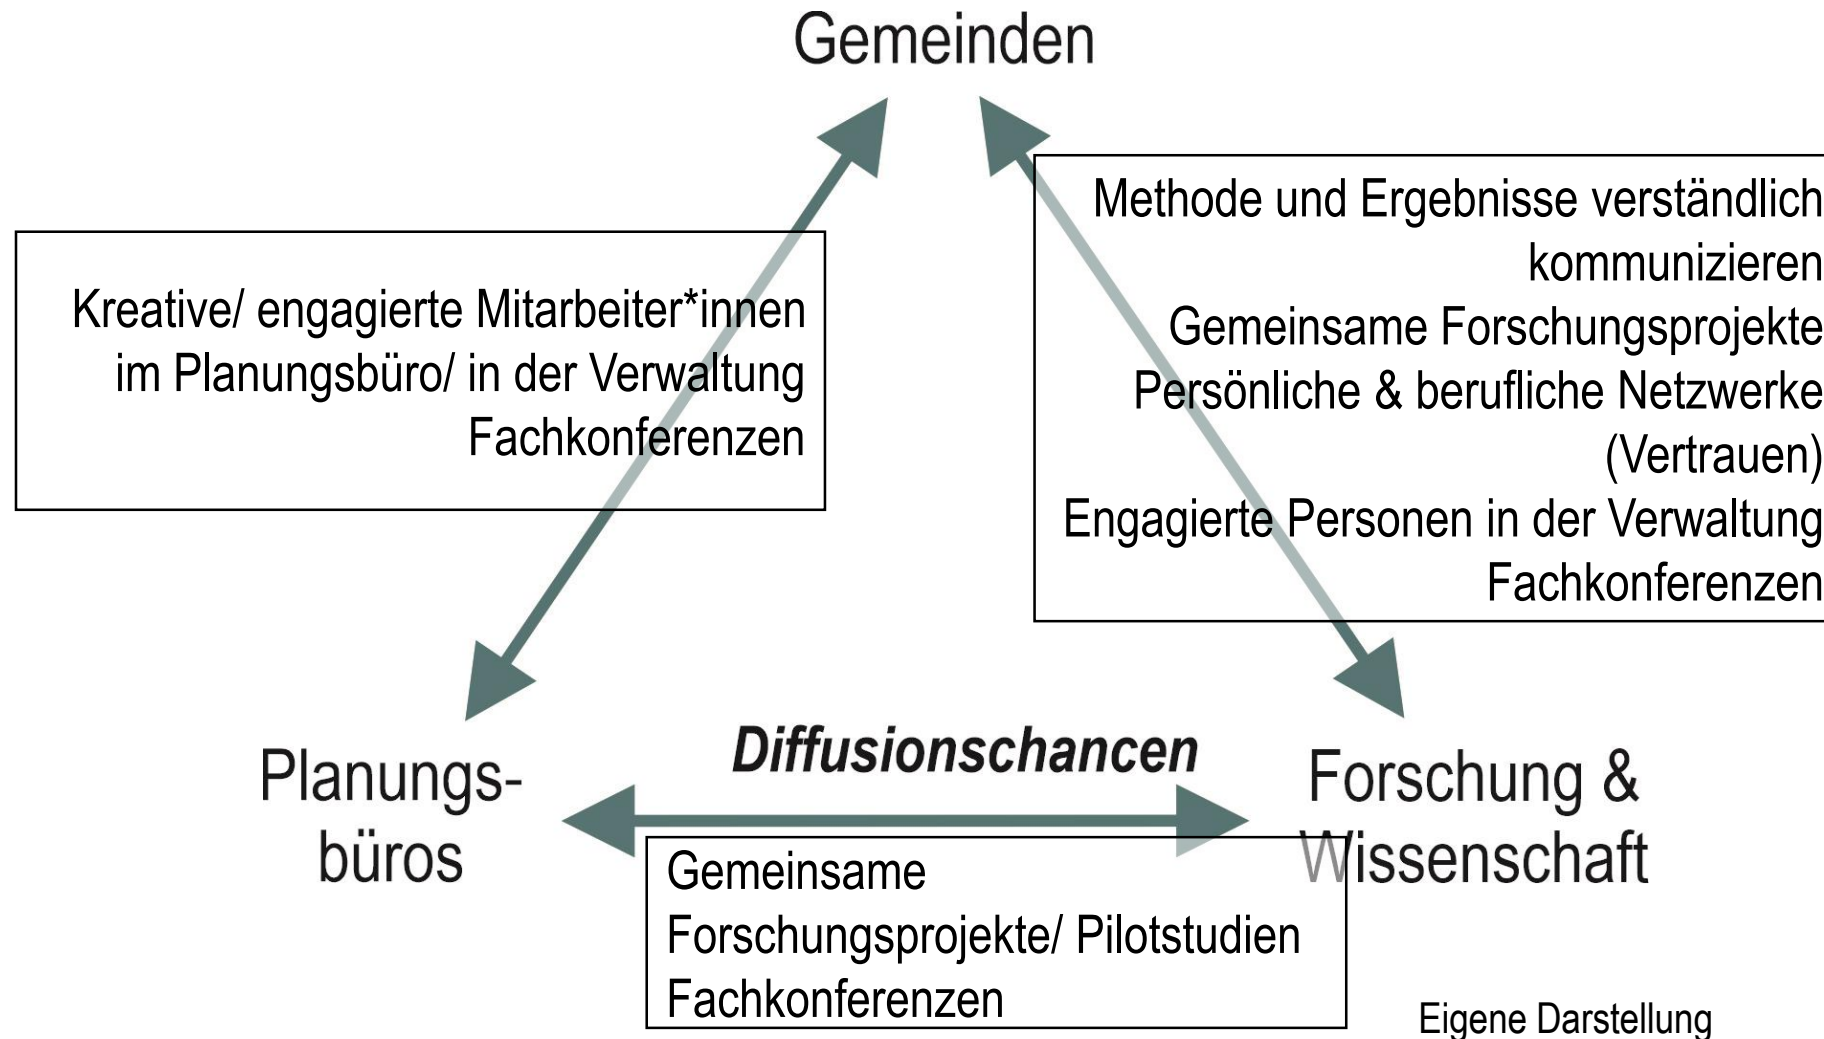 Gemeinden
Methode und Ergebnisse verständlich
kommunizieren
Gemeinsame Forschungsprojekte
Persönliche & berufliche Netzwerke
(Vertrauen)
Engagierte Personen in der Verwaltung
Fachkonferenzen
Kreative/ engagierte Mitarbeiter*innen
im Planungsbüro/ in der Verwaltung
Fachkonferenzen
Diffusionschancen
Planungs-
büros
Forschung &
Wissenschaft
Gemeinsame
Forschungsprojekte/ Pilotstudien
Fachkonferenzen
Eigene Darstellung